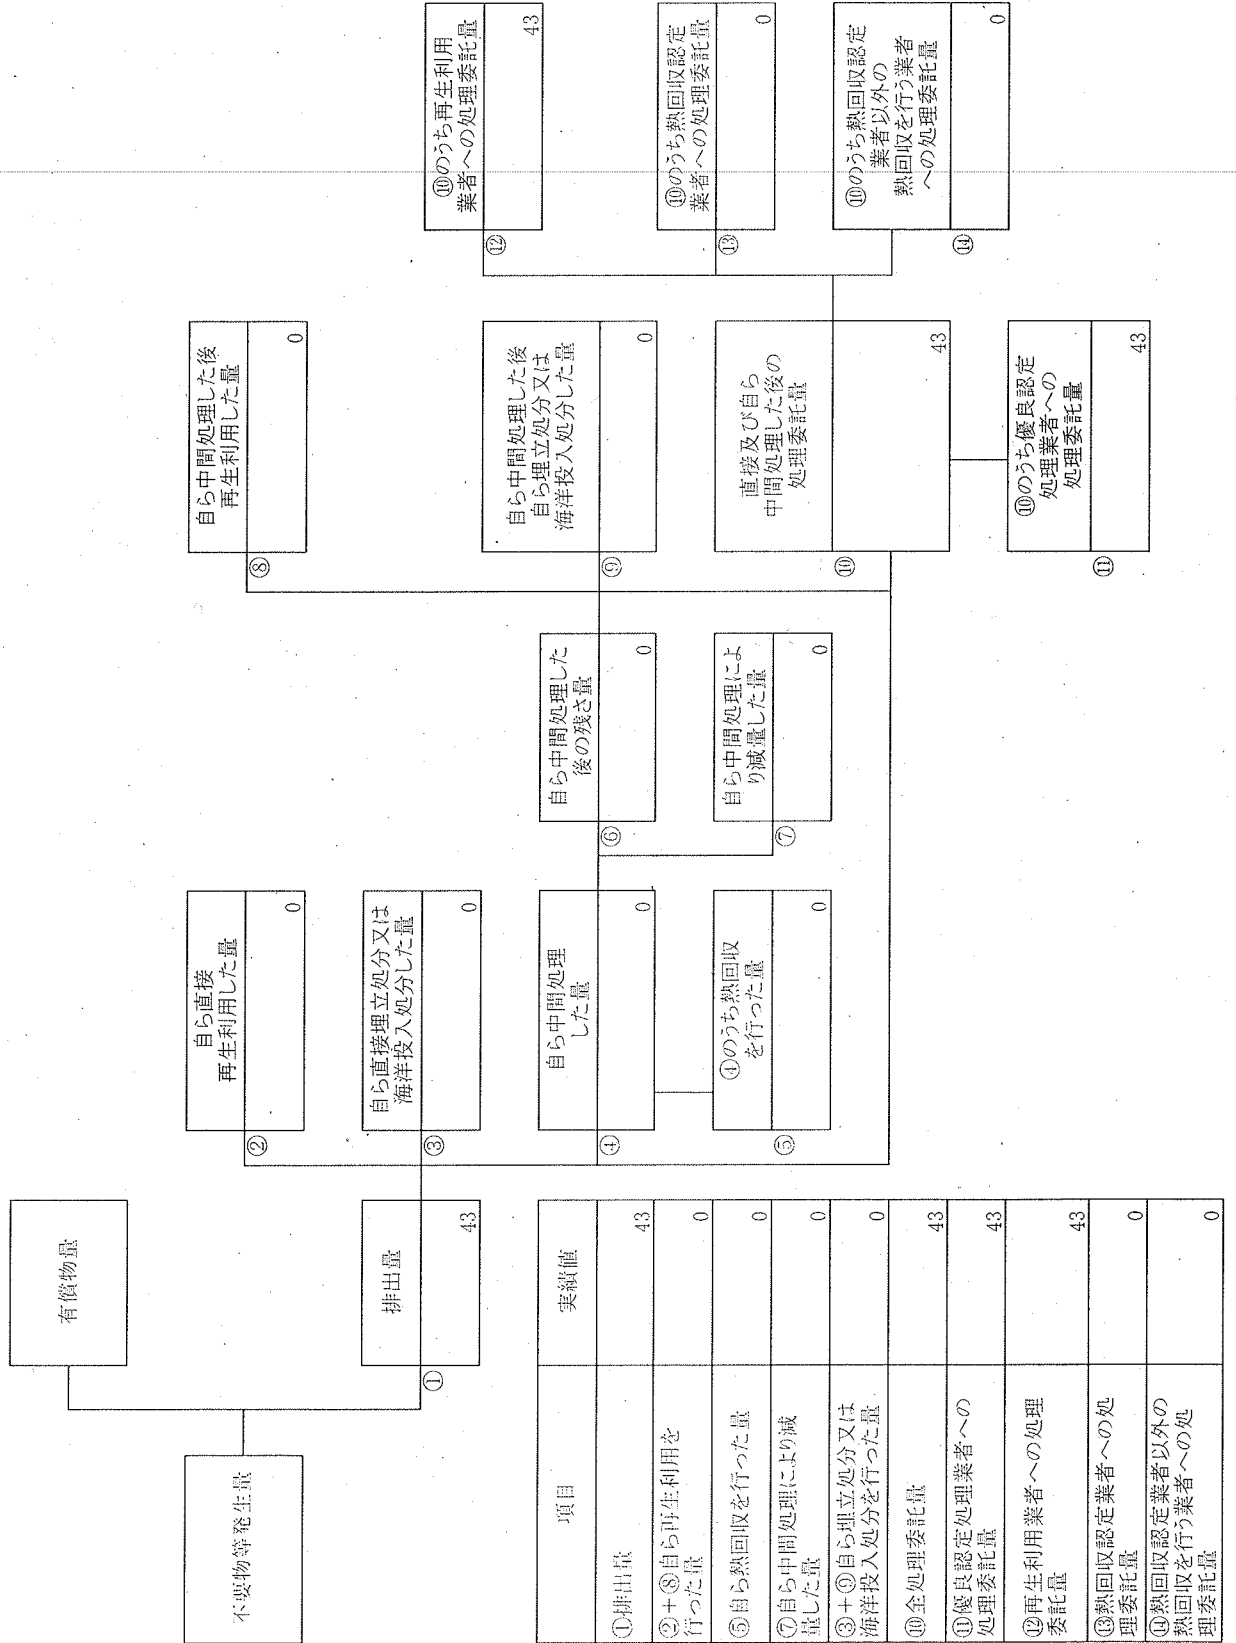 有償物量
不要物等発生量
排出量
①
43
自ら直接
再生利用した量
②
0
自ら直接埋立処分又は
海洋投入処分した量
③
0
自ら中間処理
した量
④
0
④のうち熱回収
を行った量
⑤
0
自ら中間処理した
後の残さ量
⑥
0
自ら中間処理によ
り減量した量
⑦
0
自ら中間処理した後
再生利用した量
⑧
0
自ら中間処理した後
自ら埋立処分又は
海洋投入処分した量
⑨
0
直接及び自ら
中間処理した後の
処理委託量
⑩
43
⑩のうち優良認定
処理業者への
処理委託量
⑪
43
⑩のうち再生利用
業者への処理委託量
⑫
43
⑩のうち熱回収認定
業者への処理委託量
⑬
0
⑩のうち熱回収認定
業者以外の
熱回収を行う業者
への処理委託量
⑭
0
項目 実績値
①排出量 43
②+⑧自ら再生利用を
行った量 0
⑤自ら熱回収を行った量 0
⑦自ら中間処理により減
量した量 0
③+⑨自ら埋立処分又は
海洋投入処分を行った量 0
⑩全処理委託量 43
⑪優良認定処理業者への
処理委託量 43
⑫再生利用業者への処理
委託量 43
⑬熱回収認定業者への処
理委託量 0
⑭熱回収認定業者以外の
熱回収を行う業者への処
理委託量 0